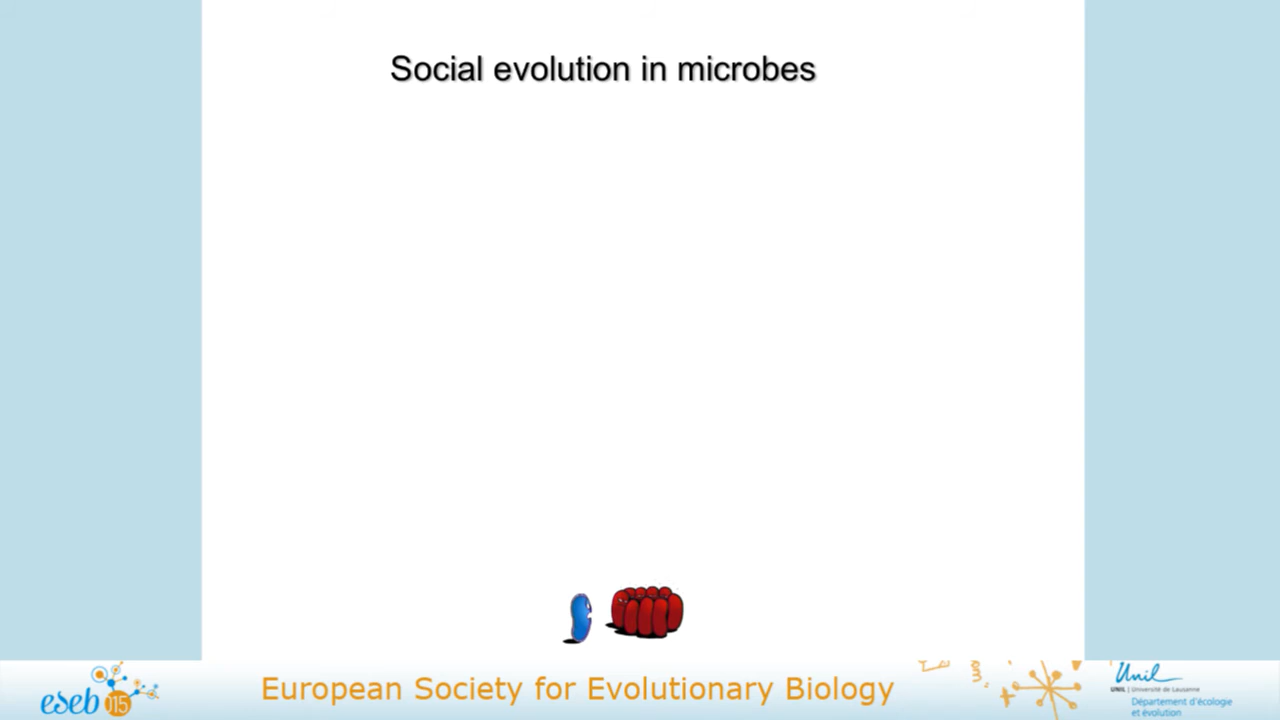 Social evolution in microbes
eseb 15
European Society for Evolutionary Biology
Unil
UNIL | Université de Lausanne
Département d'écologie
et évolution